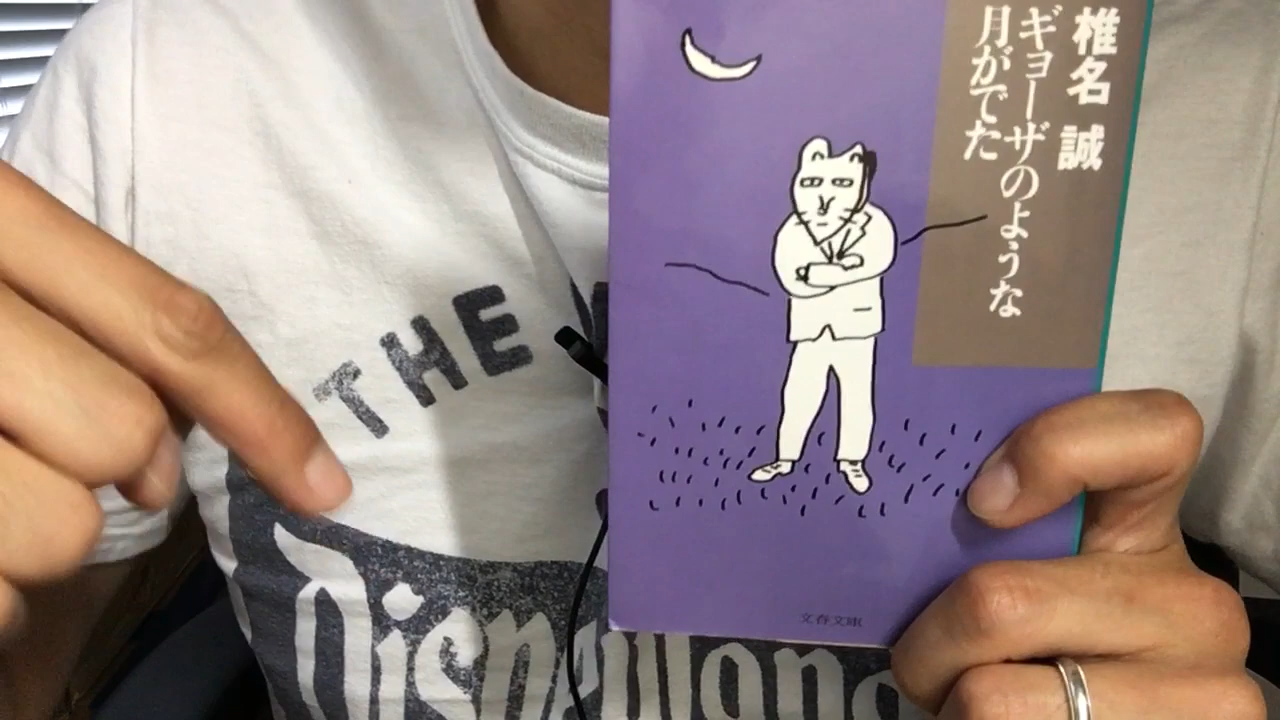 椎名 誠
ギョーザのような
月がでた
文春文庫
THE
Disneyland